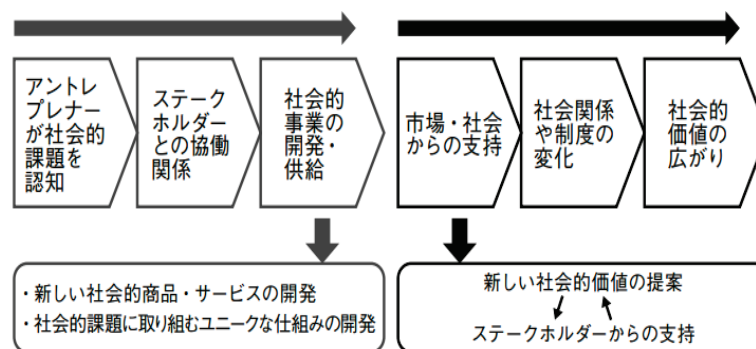 アントレ
プレナー
が社会的
課題を
認知
ステーク
ホルダー
との協働
関係
社会的
事業の
開発・
供給
市場・社会
からの支持
社会関係
や制度の
変化
社会的
価値の
広がり
・新しい社会的商品・サービスの開発
・社会的課題に取り組むユニークな仕組みの開発
新しい社会的価値の提案
ステークホルダーからの支持